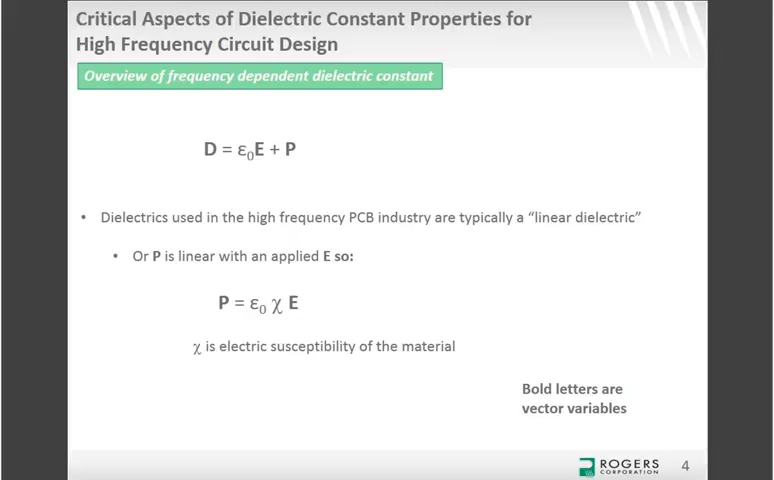 Critical Aspects of Dielectric Constant Properties for
High Frequency Circuit Design
Overview of frequency dependent dielectric constant
D = ε₀E + P
• Dielectrics used in the high frequency PCB industry are typically a “linear dielectric”
• Or P is linear with an applied E so:
P = ε₀ χ E
χ is electric susceptibility of the material
Bold letters are
vector variables
ROGERS
CORPORATION
4